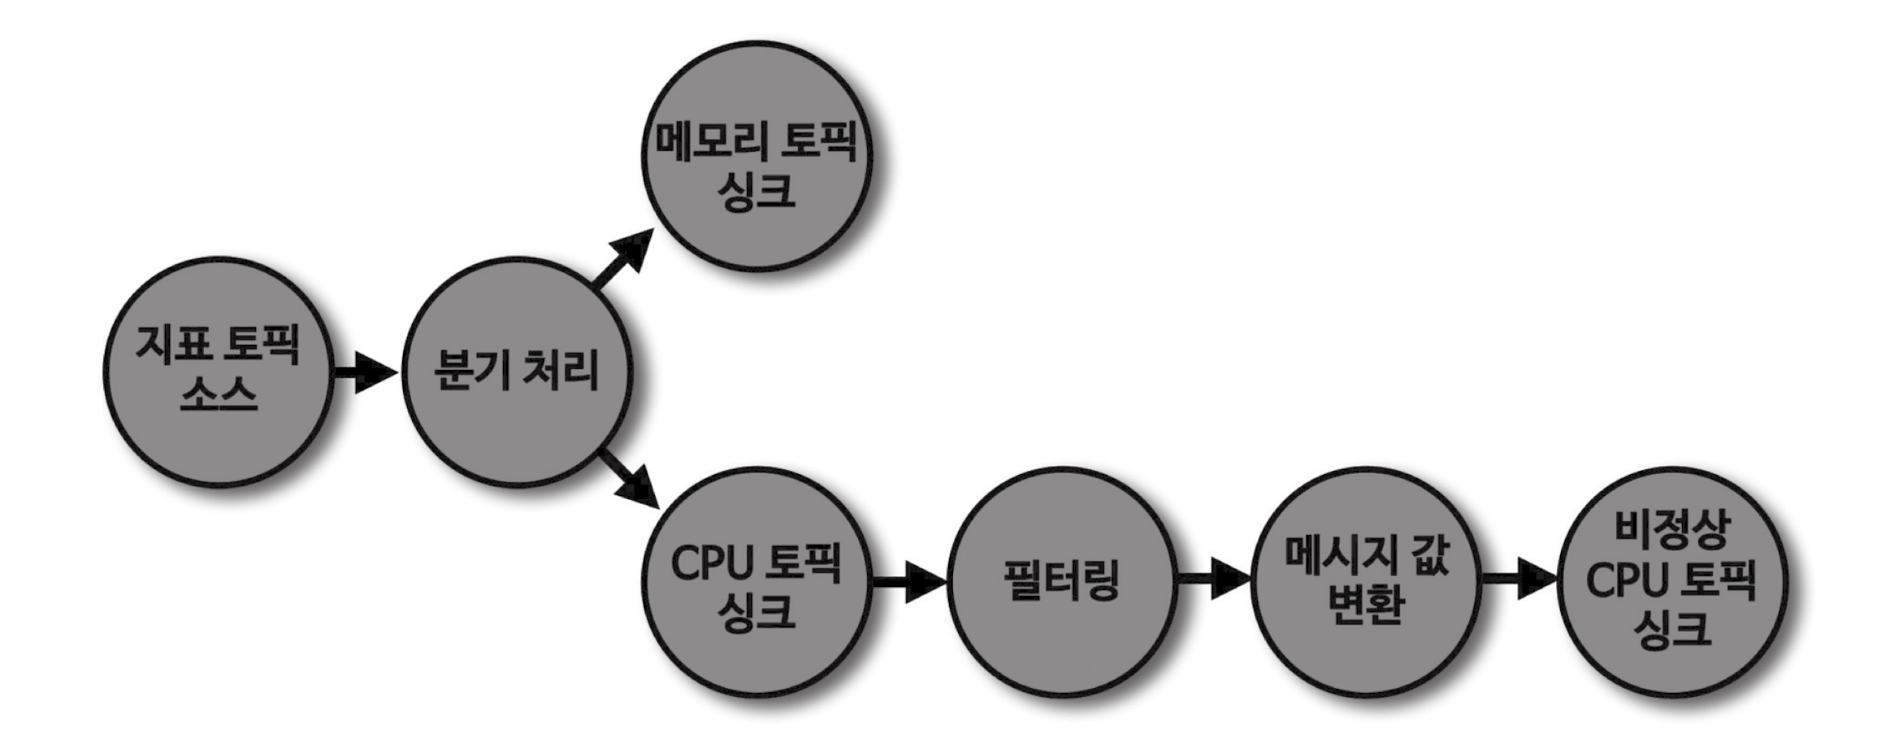 메모리 토픽
싱크
지표 토픽
소스
분기 처리
CPU 토픽
싱크
필터링
메시지 값
변환
비정상
CPU 토픽
싱크